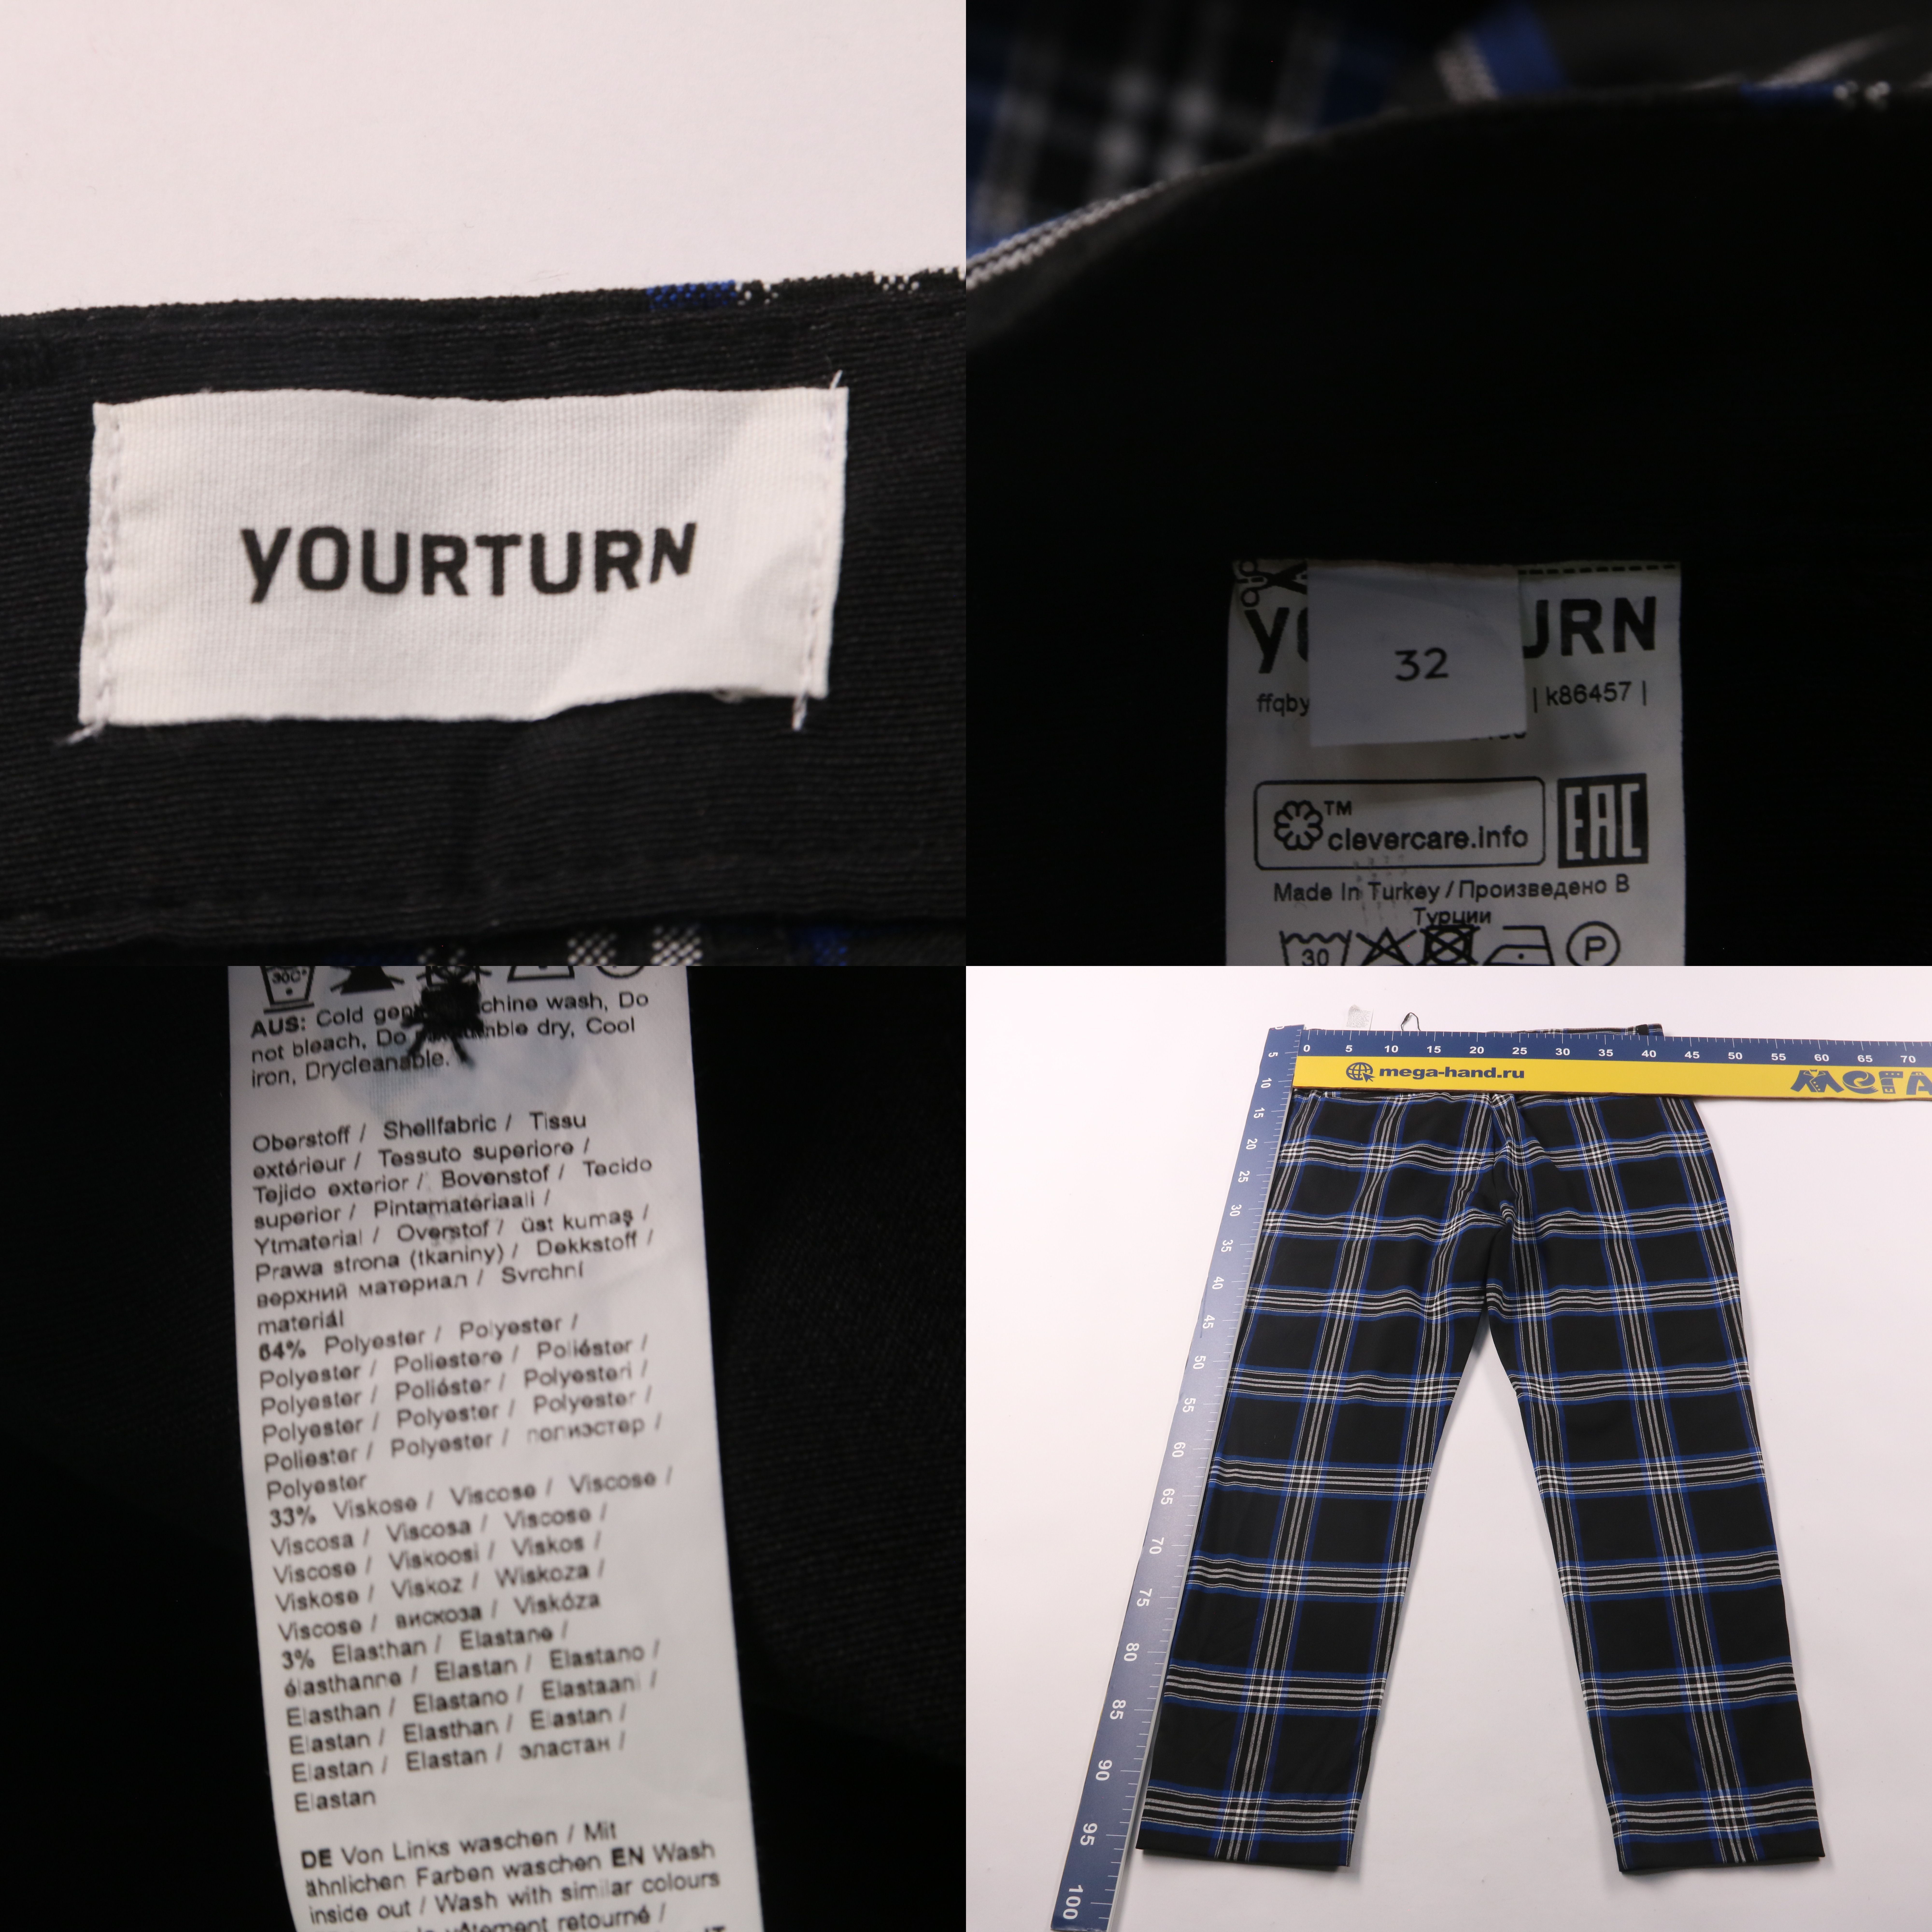 YOURTURN
32
URN
ffqby
| k86457 |
TM
clevercare.info
EAC
Made In Turkey / Произведено В
Турции
30 P
AUS: Cold chine wash, Do
not bleach, Do dry, Cool
iron, Drycleanable.
Oberstoff / Shellfabric / Tissu
extérieur / Tessuto superiore /
Tejido exterior / Bovenstof / Tecido
superior / Pintamateriaali /
Ytmaterial / Overstof / üst kumaş /
Prawa strona (tkaniny) / Dekkstoff /
верхний материал / Svrchní
materiál
64% Polyester / Polyester /
Polyester / Poliestere / Poliéster /
Polyester / Poliéster / Polyesteri /
Polyester / Polyester / Polyester /
Poliester / Polyester / полиэстер /
Polyester
33% Viskose / Viscose / Viscose /
Viscosa / Viscosa / Viscose /
Viscose / Viskoosi / Viskos /
Viskose / Viskoz / Wiskoza /
Viscose / вискоза / Viskóza
3% Elasthan / Elastane /
élasthanne / Elastan / Elastano /
Elasthan / Elastano / Elastaani /
Elastan / Elasthan / Elastan /
Elastan / Elastan / эластан /
Elastan
DE Von Links waschen / Mit
ähnlichen Farben waschen EN Wash
inside out / Wash with similar colours
vêtement retourné /
0 5 10 15 20 25 30 35 40 45 50 55 60 65 70
mega-hand.ru
МЕГА
5
10
15
20
25
30
35
40
45
50
55
60
65
70
75
80
85
90
95
100